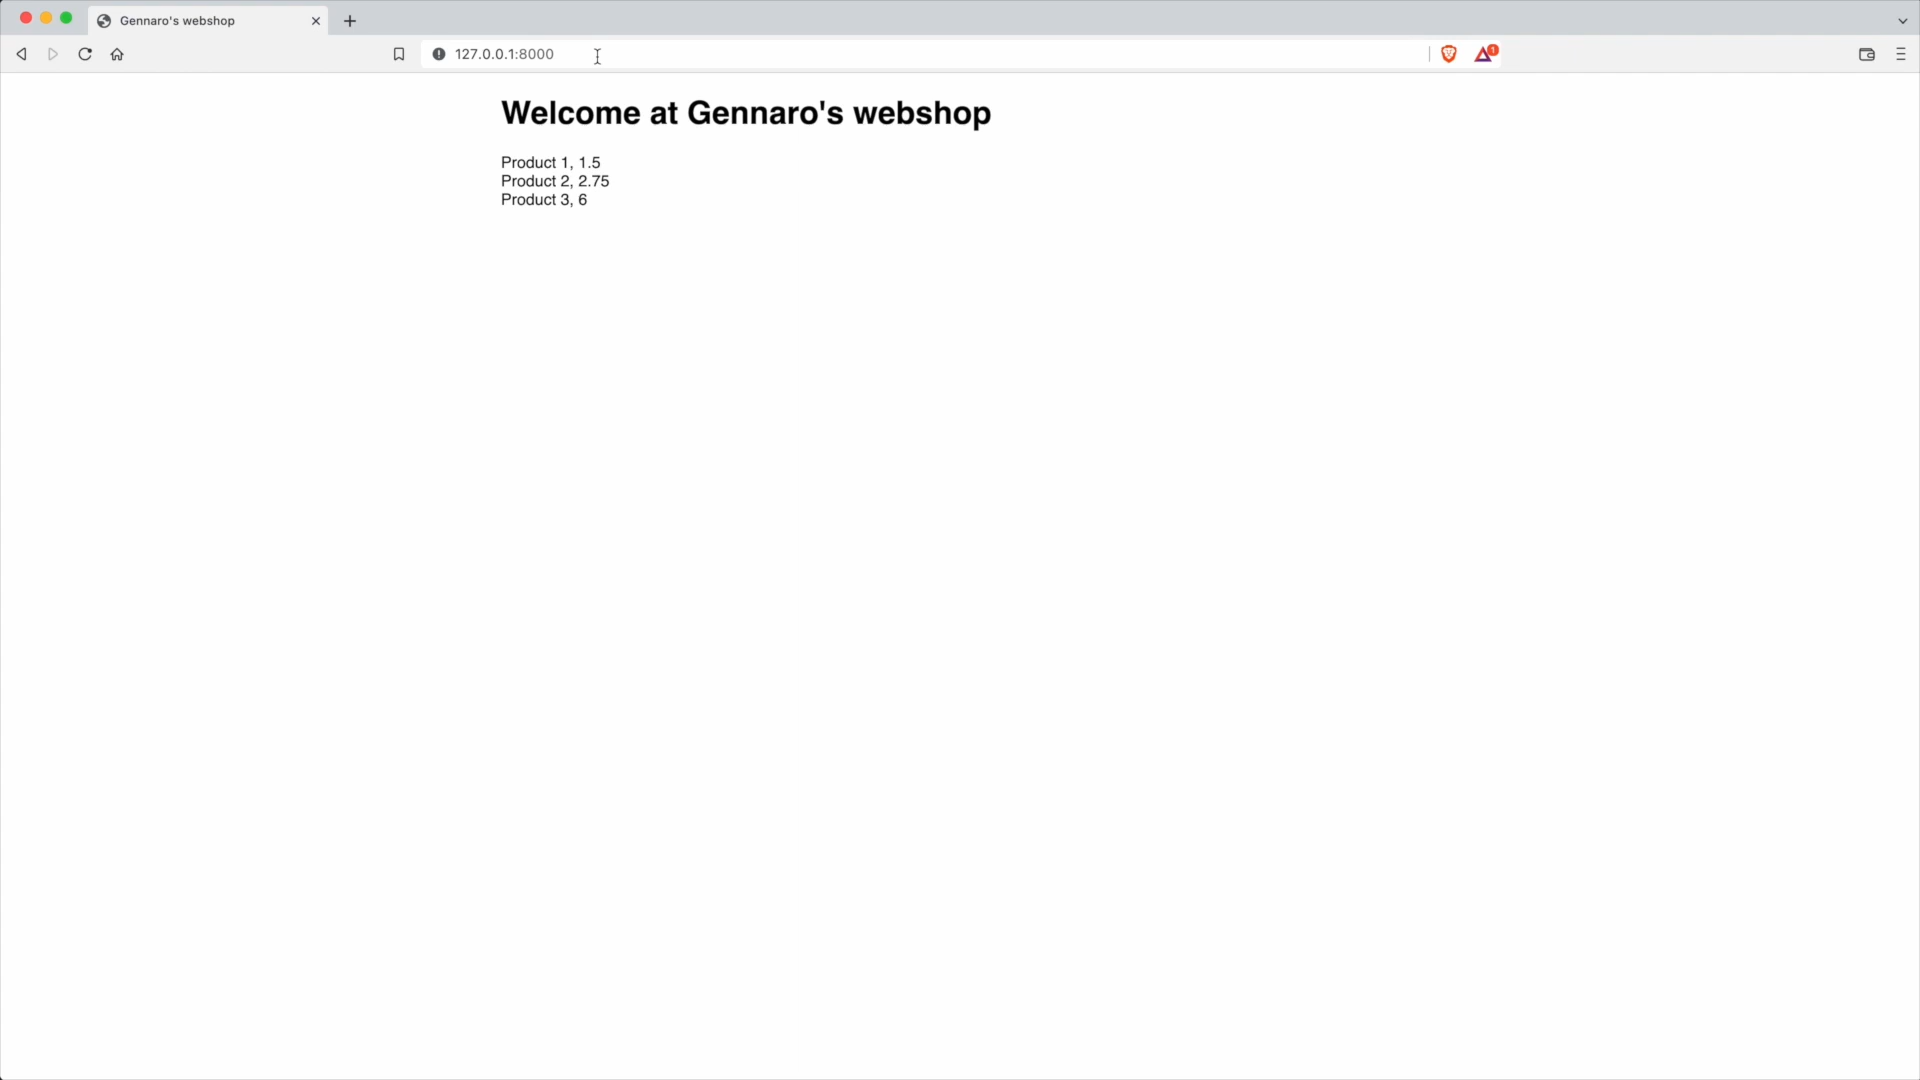 Gennaro's webshop
127.0.0.1:8000
1
Welcome at Gennaro's webshop
Product 1, 1.5
Product 2, 2.75
Product 3, 6